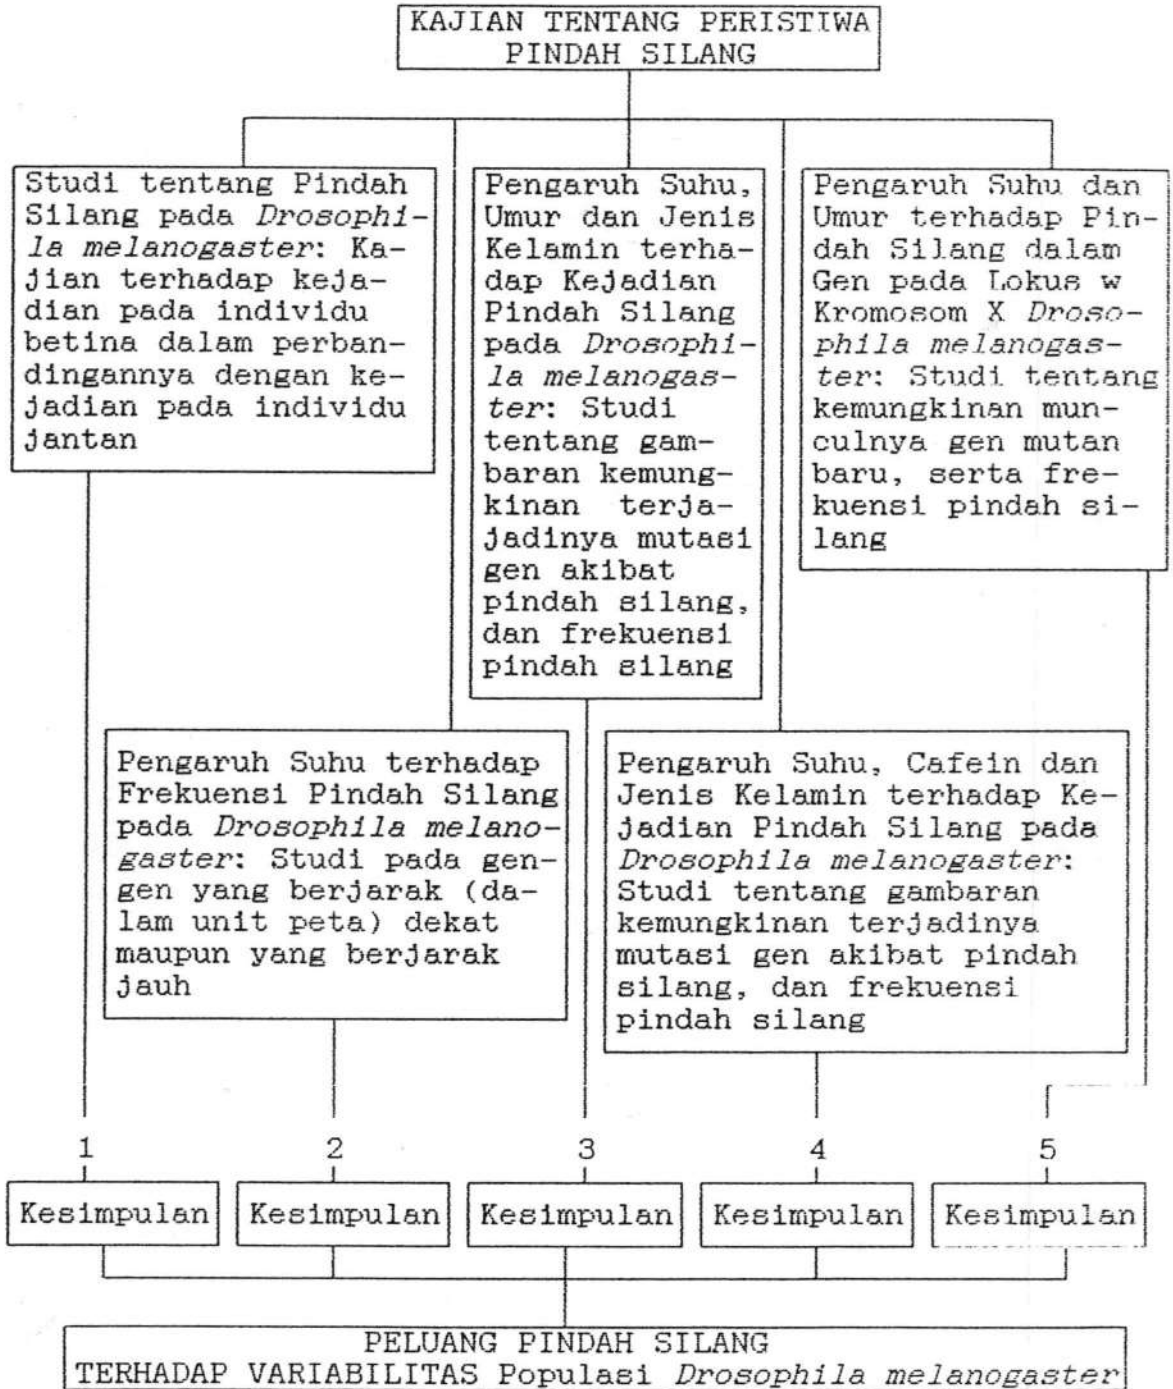 KAJIAN TENTANG PERISTIWA
PINDAH SILANG
Studi tentang Pindah
Silang pada Drosophi-
la melanogaster: Ka-
jian terhadap keja-
dian pada individu
betina dalam perban-
dingannya dengan ke-
jadian pada individu
jantan
Pengaruh Suhu,
Umur dan Jenis
Kelamin terha-
dap Kejadian
Pindah Silang
pada Drosophi-
la melanogas-
ter: Studi
tentang gam-
baran kemung-
kinan terja-
jadinya mutasi
gen akibat
pindah silang,
dan frekuensi
pindah silang
Pengaruh Suhu dan
Umur terhadap Pin-
dah Silang dalam
Gen pada Lokus w
Kromosom X Droso-
phila melanogas-
ter: Studi tentang
kemungkinan mun-
culnya gen mutan
baru, serta fre-
kuensi pindah si-
lang
Pengaruh Suhu terhadap
Frekuensi Pindah Silang
pada Drosophila melano-
gaster: Studi pada gen-
gen yang berjarak (da-
lam unit peta) dekat
maupun yang berjarak
jauh
Pengaruh Suhu, Cafein dan
Jenis Kelamin terhadap Ke-
jadian Pindah Silang pada
Drosophila melanogaster:
Studi tentang gambaran
kemungkinan terjadinya
mutasi gen akibat pindah
silang, dan frekuensi
pindah silang
1 2 3 4 5
Kesimpulan Kesimpulan Kesimpulan Kesimpulan Kesimpulan
PELUANG PINDAH SILANG
TERHADAP VARIABILITAS Populasi Drosophila melanogaster